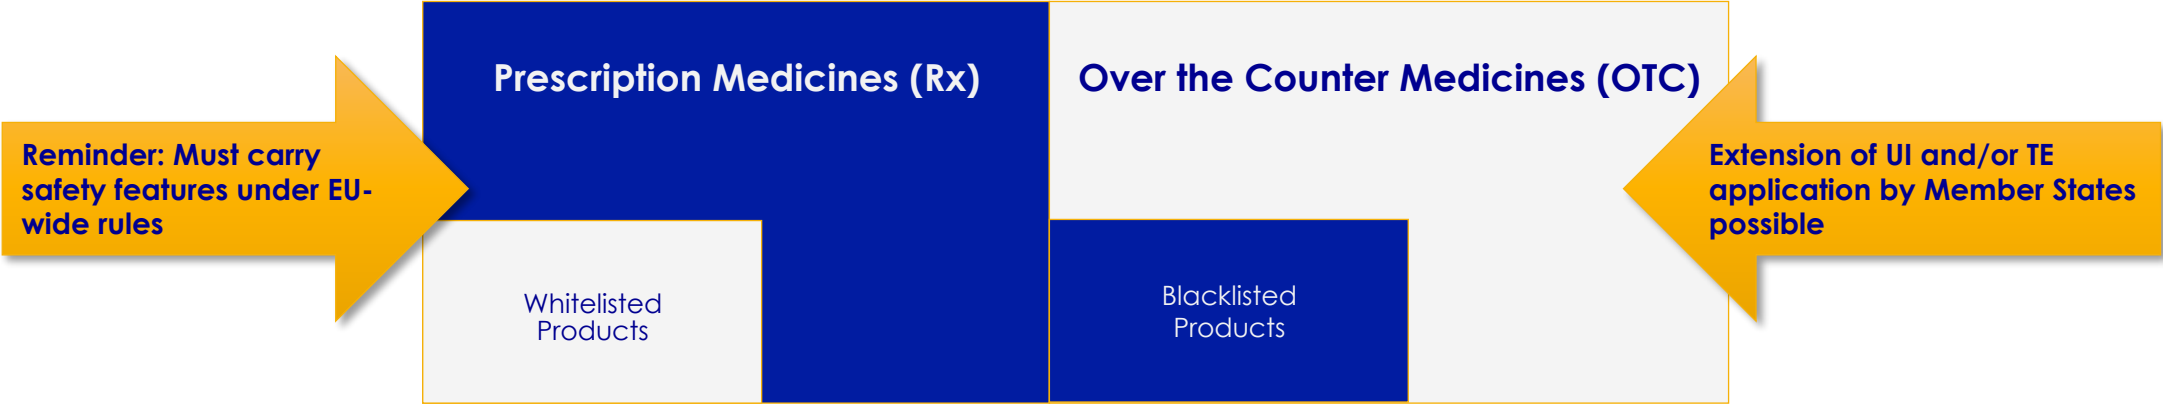 Prescription Medicines (Rx)
Over the Counter Medicines (OTC)
Reminder: Must carry
safety features under EU-
wide rules
Extension of UI and/or TE
application by Member States
possible
Whitelisted
Products
Blacklisted
Products